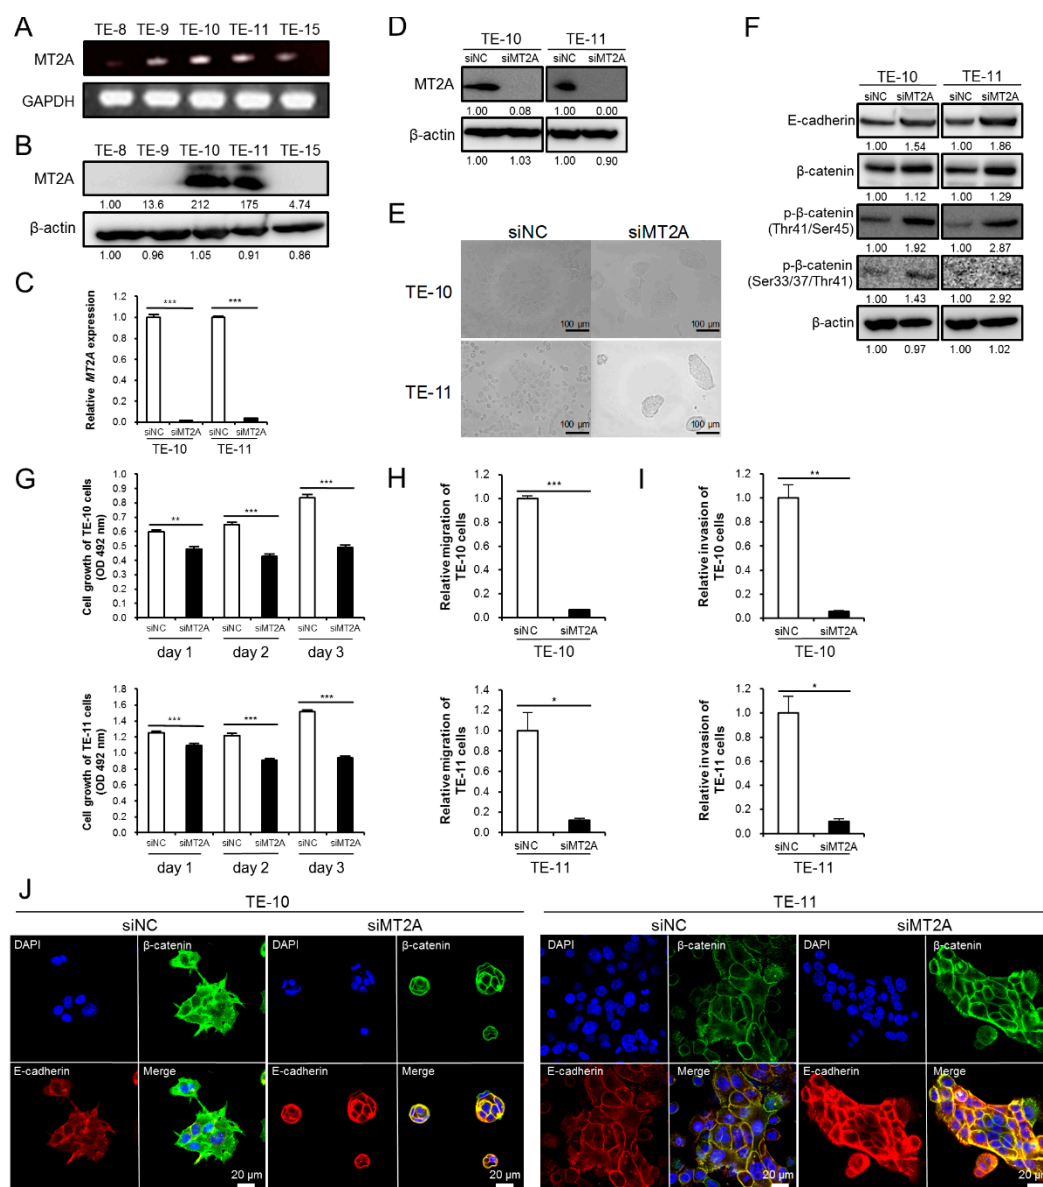 A
TE-8 TE-9 TE-10 TE-11 TE-15
MT2A
GAPDH
B
TE-8 TE-9 TE-10 TE-11 TE-15
MT2A
1.00 13.6 212 175 4.74
β-actin
1.00 0.96 1.05 0.91 0.86
C
Relative MT2A expression
1.2
1.0
0.8
0.6
0.4
0.2
0.0
*** ***
siNC siMT2A siNC siMT2A
TE-10 TE-11
D
TE-10 TE-11
siNC siMT2A siNC siMT2A
MT2A
1.00 0.08 1.00 0.00
β-actin
1.00 1.03 1.00 0.90
E
siNC siMT2A
TE-10
100 µm 100 µm
TE-11
100 µm 100 µm
F
TE-10 TE-11
siNC siMT2A siNC siMT2A
E-cadherin
1.00 1.54 1.00 1.86
β-catenin
1.00 1.12 1.00 1.29
p-β-catenin
(Thr41/Ser45)
1.00 1.92 1.00 2.87
p-β-catenin
(Ser33/37/Thr41)
1.00 1.43 1.00 2.92
β-actin
1.00 0.97 1.00 1.02
G
Cell growth of TE-10 cells
(OD 492 nm)
1.0
0.9
0.8
0.7
0.6
0.5
0.4
0.3
0.2
0.1
0.0
** *** ***
siNC siMT2A siNC siMT2A siNC siMT2A
day 1 day 2 day 3
Cell growth of TE-11 cells
(OD 492 nm)
1.8
1.6
1.4
1.2
1.0
0.8
0.6
0.4
0.2
0.0
*** *** ***
siNC siMT2A siNC siMT2A siNC siMT2A
day 1 day 2 day 3
H
Relative migration of
TE-10 cells
1.2
1.0
0.8
0.6
0.4
0.2
0.0
***
siNC siMT2A
TE-10
Relative migration of
TE-11 cells
1.4
1.2
1.0
0.8
0.6
0.4
0.2
0.0
*
siNC siMT2A
TE-11
I
Relative invasion of
TE-10 cells
1.2
1.0
0.8
0.6
0.4
0.2
0.0
**
siNC siMT2A
TE-10
Relative invasion of
TE-11 cells
1.2
1.0
0.8
0.6
0.4
0.2
0.0
*
siNC siMT2A
TE-11
J
TE-10 TE-11
siNC siMT2A siNC siMT2A
DAPI β-catenin DAPI β-catenin DAPI β-catenin DAPI β-catenin
E-cadherin Merge E-cadherin Merge E-cadherin Merge E-cadherin Merge
20 µm 20 µm 20 µm 20 µm